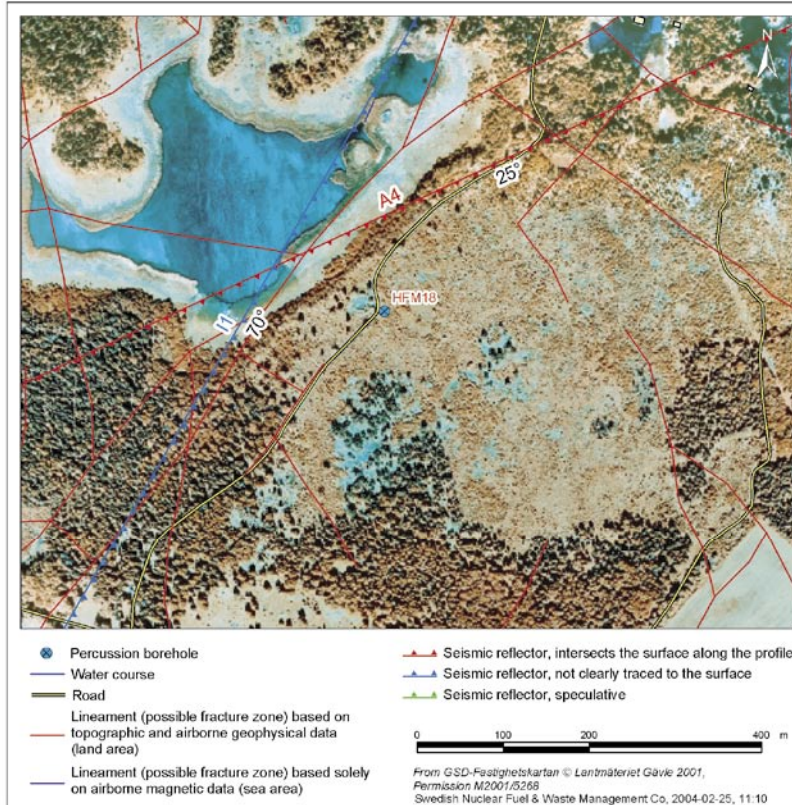 N
25°
A4
HFM18
I1
70°
Percussion borehole
Water course
Road
Lineament (possible fracture zone) based on
topographic and airborne geophysical data
(land area)
Lineament (possible fracture zone) based solely
on airborne magnetic data (sea area)
Seismic reflector, intersects the surface along the profile
Seismic reflector, not clearly traced to the surface
Seismic reflector, speculative
0 100 200 400 m
From GSD-Fastighetskartan © Lantmäteriet Gävle 2001,
Permission M2001/5268
Swedish Nuclear Fuel & Waste Management Co, 2004-02-25, 11:10